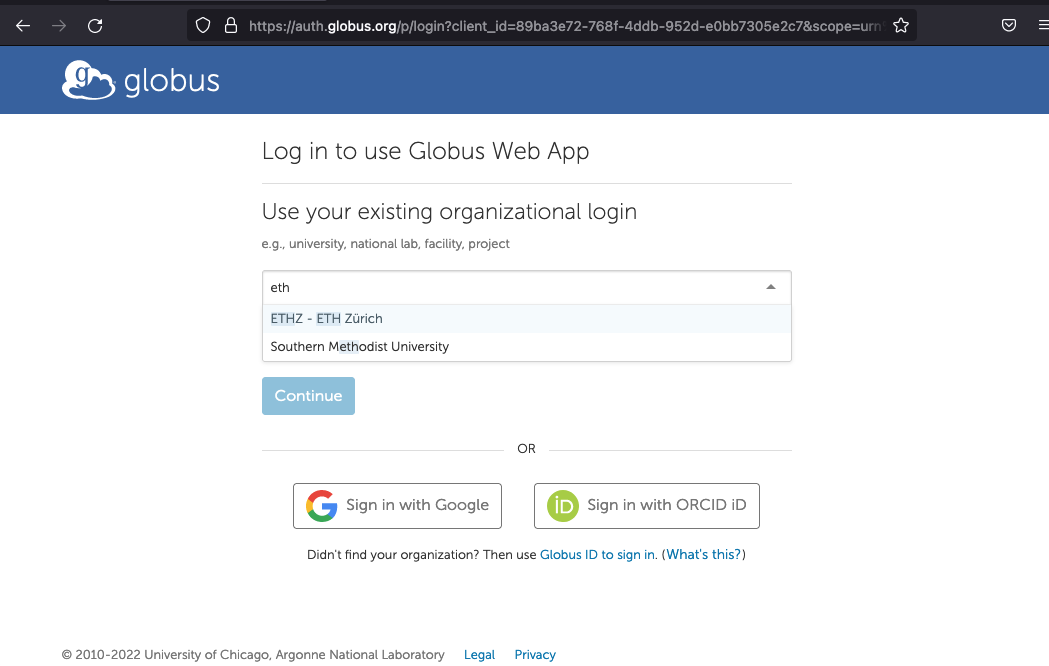 https://auth.globus.org/p/login?client_id=89ba3e72-768f-4ddb-952d-e0bb7305e2c7&scope=urn
globus
Log in to use Globus Web App
Use your existing organizational login
e.g., university, national lab, facility, project
eth
ETHZ - ETH Zürich
Southern Methodist University
Continue
OR
Sign in with Google
iD Sign in with ORCID iD
Didn't find your organization? Then use Globus ID to sign in. (What's this?)
© 2010-2022 University of Chicago, Argonne National Laboratory Legal Privacy